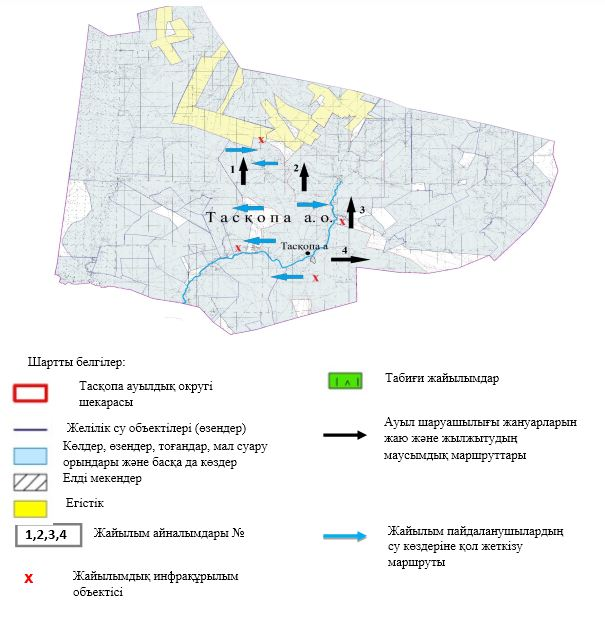 х
1
2
Тасқопа а.о.
3
х
х
Тасқопа а
4
х
Шартты белгілер:
Тасқопа ауылдық округі
шекарасы
Желілік су объектілері (өзендер)
Көлдер, өзендер, тоғандар, мал суару
орындары және басқа да көздер
Елді мекендер
Егістік
1,2,3,4
Жайылым айналымдары №
х
Жайылымдық инфрақұрылым
объектісі
Табиғи жайылымдар
Ауыл шаруашылығы жануарларын
жаю және жылжытудың
маусымдық маршруттары
Жайылым пайдаланушылардың
су көздеріне қол жеткізу
маршруты